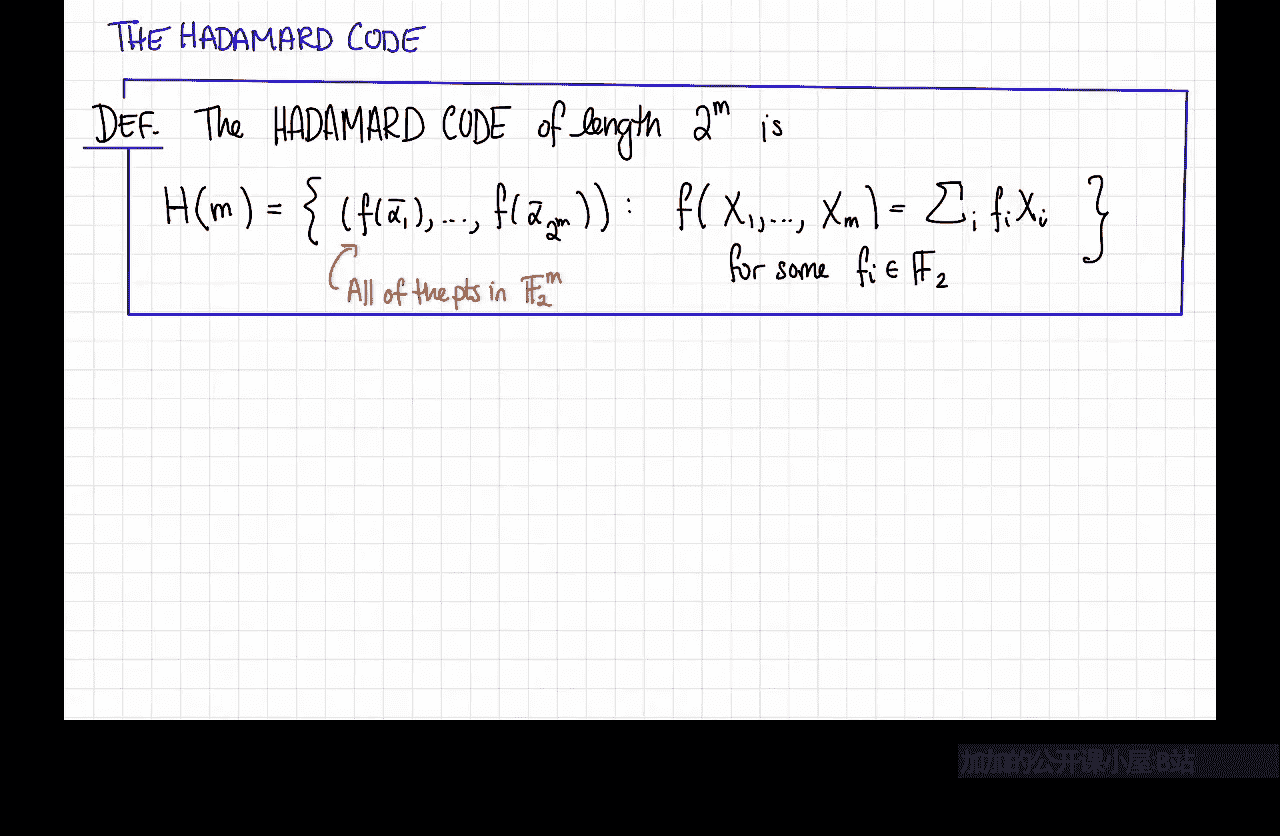 THE HADAMARD CODE
DEF. The HADAMARD CODE of length 2^m is
H(m) = { (f(ᾱ₁), ..., f(ᾱ_{2^m})) : f(X₁, ..., X_m) = Σᵢ fᵢXᵢ }
for some fᵢ ∈ 𝔽₂
All of the pts in 𝔽₂^m
加加的公开课小屋 B站